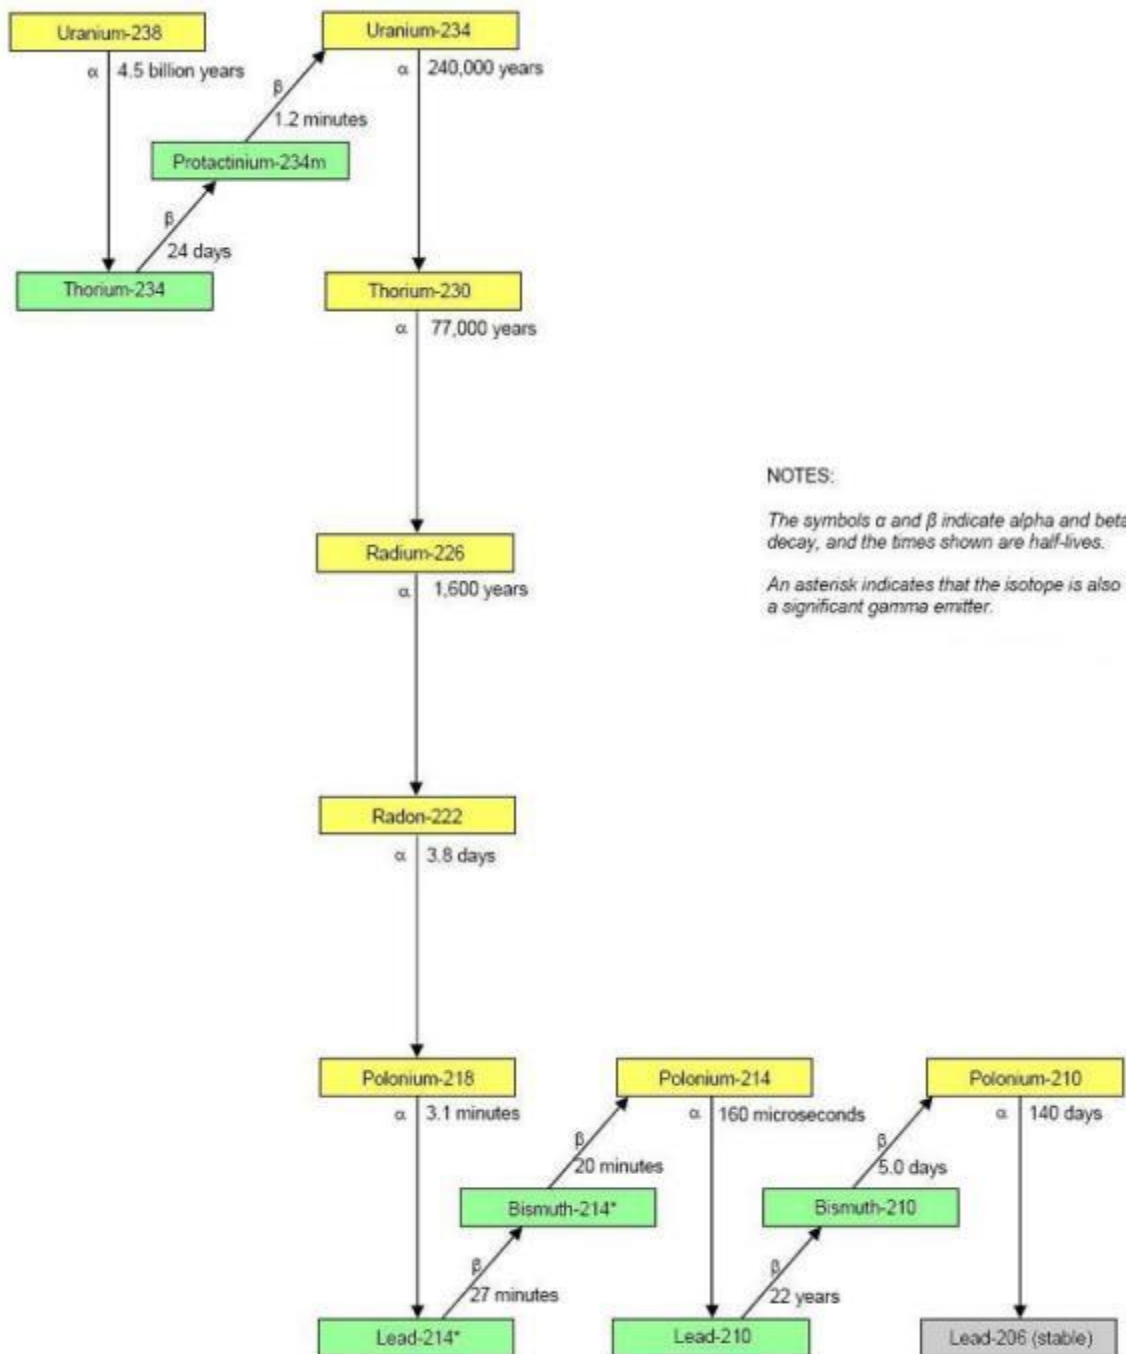 Uranium-238
Uranium-234
α 4.5 billion years
α 240,000 years
β
1.2 minutes
Protactinium-234m
β
24 days
Thorium-234
Thorium-230
α 77,000 years
NOTES:
The symbols α and β indicate alpha and beta
decay, and the times shown are half-lives.
An asterisk indicates that the isotope is also
a significant gamma emitter.
Radium-226
α 1,600 years
Radon-222
α 3.8 days
Polonium-218
Polonium-214
Polonium-210
α 3.1 minutes
α 160 microseconds
α 140 days
β
20 minutes
β
5.0 days
Bismuth-214*
Bismuth-210
β
27 minutes
β
22 years
Lead-214*
Lead-210
Lead-206 (stable)